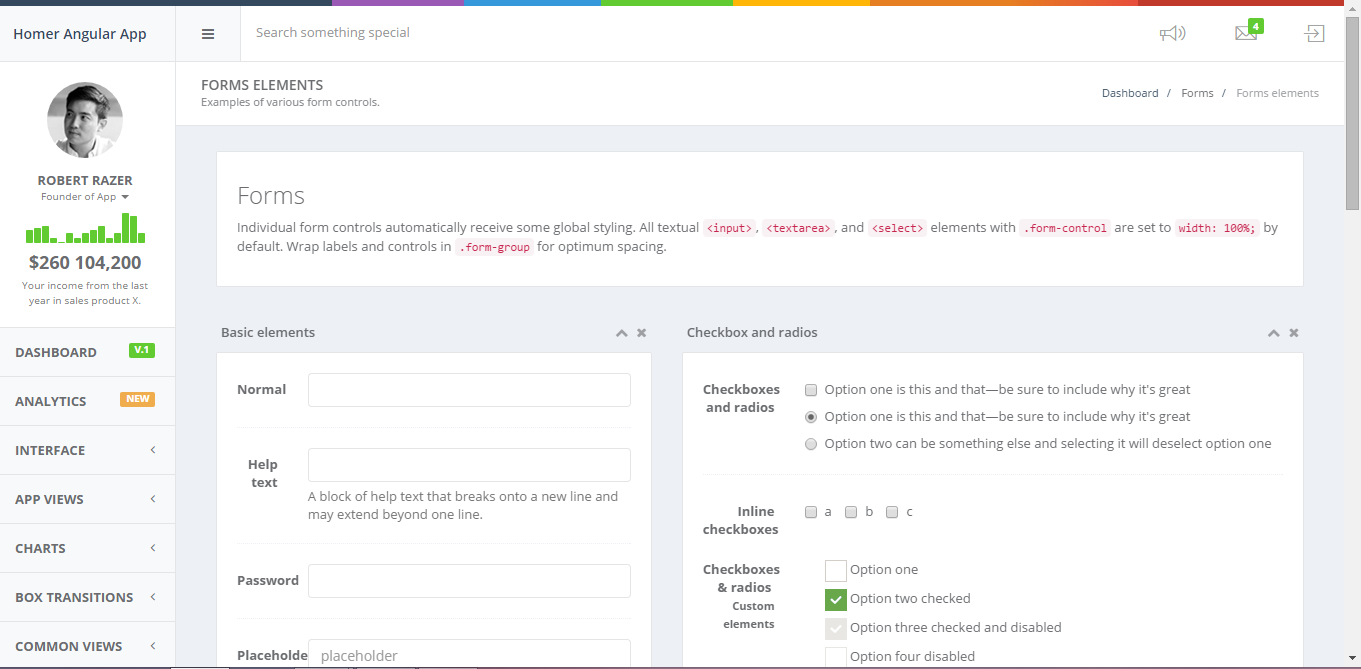 Homer Angular App
Search something special
4
ROBERT RAZER
Founder of App
$260 104,200
Your income from the last
year in sales product X.
DASHBOARD V.1
ANALYTICS NEW
INTERFACE
APP VIEWS
CHARTS
BOX TRANSITIONS
COMMON VIEWS
FORMS ELEMENTS
Examples of various form controls.
Dashboard / Forms / Forms elements
Forms
Individual form controls automatically receive some global styling. All textual <input>, <textarea>, and <select> elements with .form-control are set to width: 100%; by
default. Wrap labels and controls in .form-group for optimum spacing.
Basic elements
Normal
Help
text
A block of help text that breaks onto a new line and
may extend beyond one line.
Password
Placeholde placeholder
Checkbox and radios
Checkboxes
and radios
Option one is this and that—be sure to include why it's great
Option one is this and that—be sure to include why it's great
Option two can be something else and selecting it will deselect option one
Inline
checkboxes
a b c
Checkboxes
& radios
Custom
elements
Option one
Option two checked
Option three checked and disabled
Option four disabled